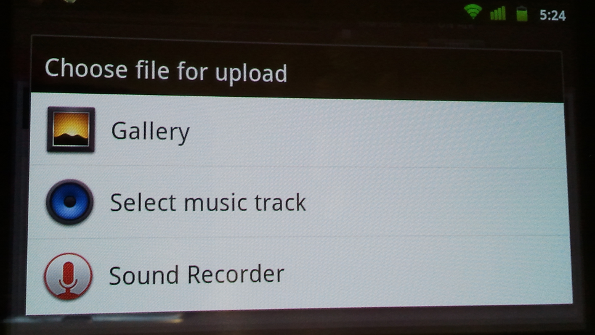 5:24
Choose file for upload
Gallery
Select music track
Sound Recorder